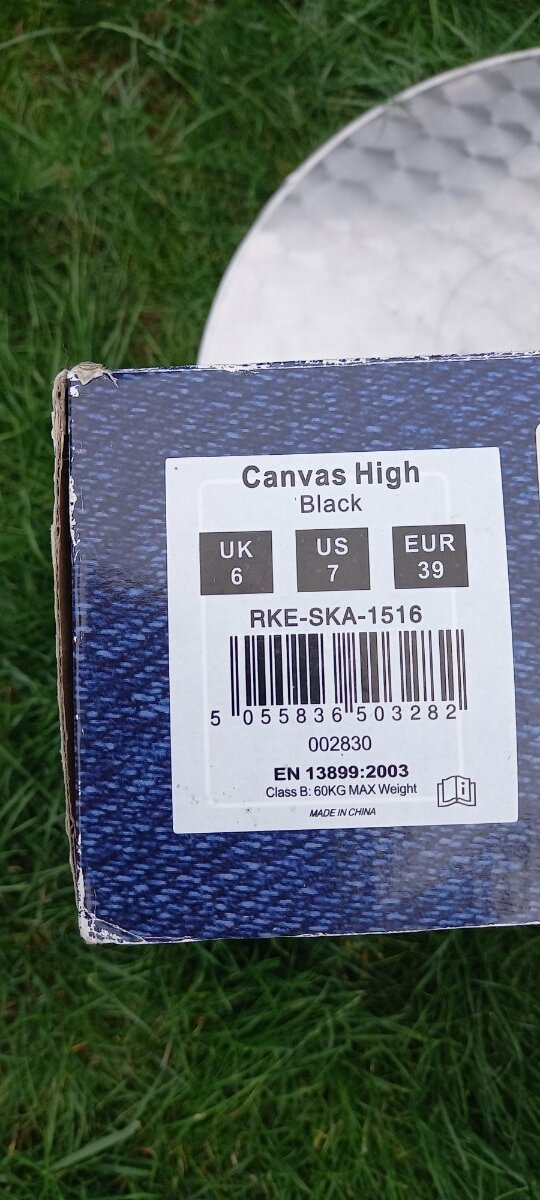 Canvas High
Black
UK US EUR
6 7 39
RKE-SKA-1516
5 055836 503282
002830
EN 13899:2003
Class B: 60KG MAX Weight
MADE IN CHINA